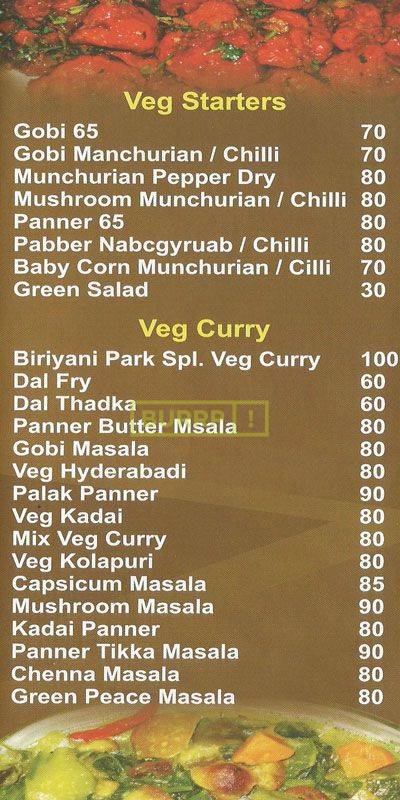 Veg Starters
Gobi 65 70
Gobi Manchurian / Chilli 70
Munchurian Pepper Dry 80
Mushroom Munchurian / Chilli 80
Panner 65 80
Pabber Nabcgyruab / Chilli 80
Baby Corn Munchurian / Cilli 70
Green Salad 30
Veg Curry
Biriyani Park Spl. Veg Curry 100
Dal Fry 60
Dal Thadka 60
BURRP !
Panner Butter Msala 80
Gobi Masala 80
Veg Hyderabadi 80
Palak Panner 90
Veg Kadai 80
Mix Veg Curry 80
Veg Kolapuri 80
Capsicum Masala 85
Mushroom Masala 90
Kadai Panner 80
Panner Tikka Masala 90
Chenna Masala 80
Green Peace Masala 80